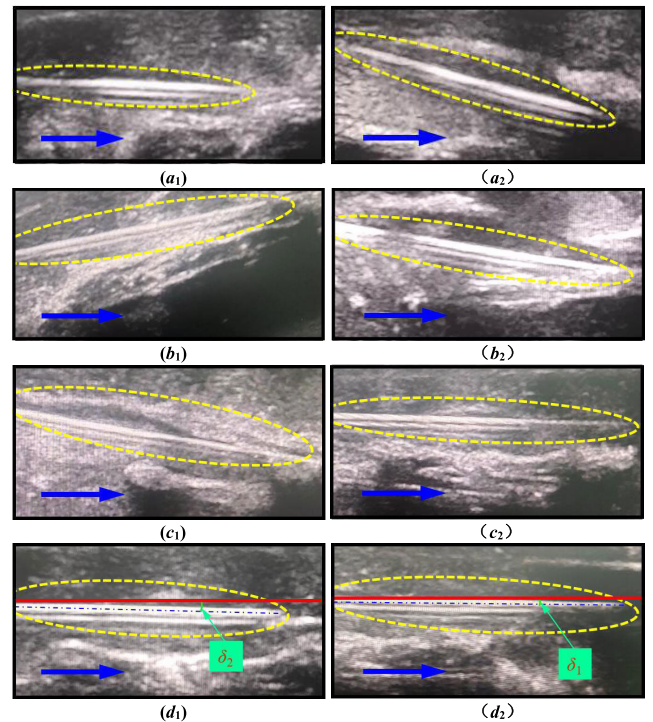 (a₁) （a₂）
(b₁) （b₂）
(c₁) （c₂）
δ₂ δ₁
(d₁) （d₂）